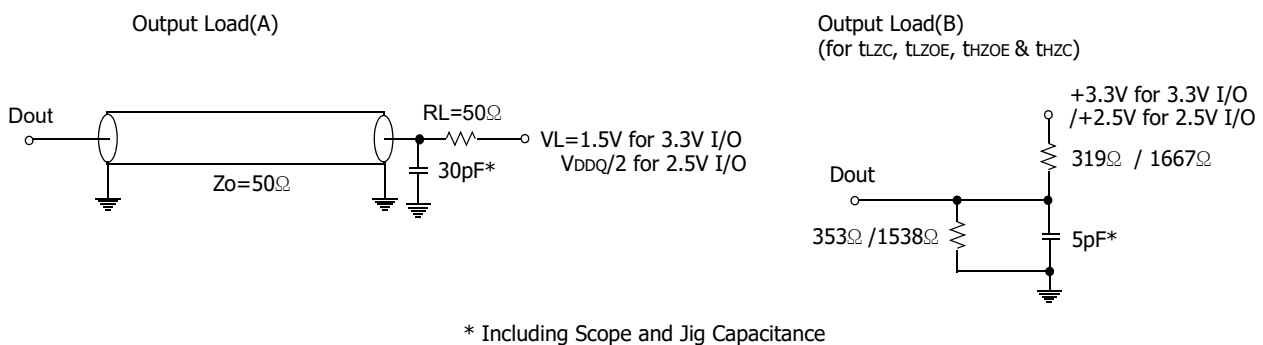 Output Load(A)
Dout
Zo=50Ω
RL=50Ω
30pF*
VL=1.5V for 3.3V I/O
VDDQ/2 for 2.5V I/O
Output Load(B)
(for tLZC, tLZOE, tHZOE & tHZC)
+3.3V for 3.3V I/O
/+2.5V for 2.5V I/O
319Ω / 1667Ω
Dout
353Ω /1538Ω
5pF*
* Including Scope and Jig Capacitance